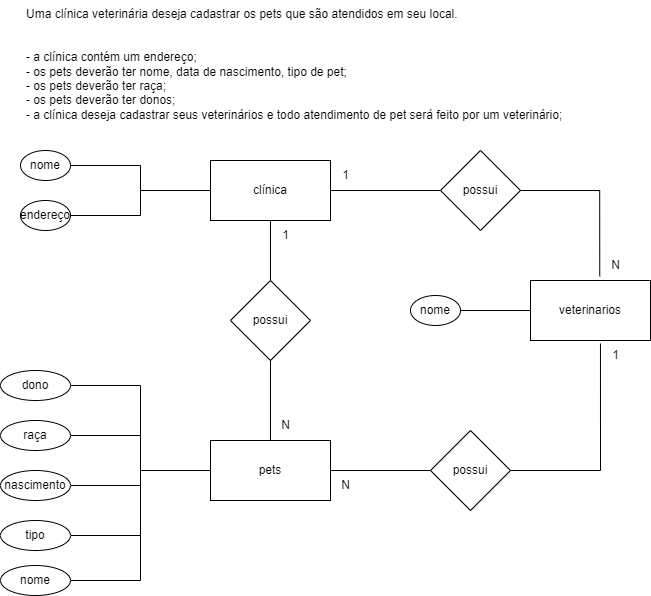 Uma clínica veterinária deseja cadastrar os pets que são atendidos em seu local.
- a clínica contém um endereço;
- os pets deverão ter nome, data de nascimento, tipo de pet;
- os pets deverão ter raça;
- os pets deverão ter donos;
- a clínica deseja cadastrar seus veterinários e todo atendimento de pet será feito por um veterinário;
nome
endereço
clínica
1
possui
1
N
possui
nome
veterinarios
1
dono
raça
nascimento
tipo
nome
N
pets
N
possui